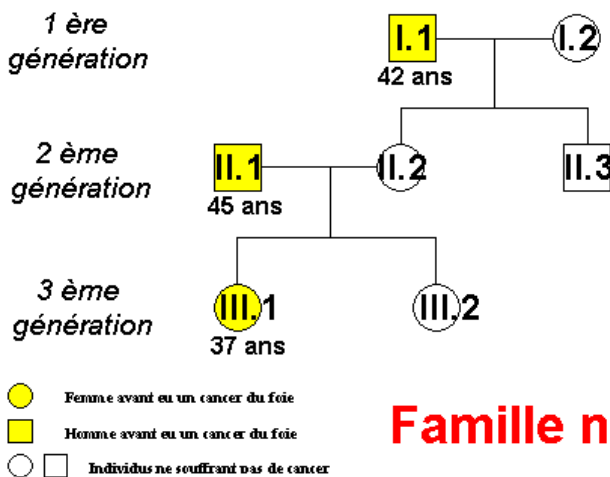 1 ère
génération
I.1
I.2
42 ans
2 ème
génération
II.1
II.2
II.3
45 ans
3 ème
génération
III.1
III.2
37 ans
Femme ayant eu un cancer du foie
Homme ayant eu un cancer du foie
Individus ne souffrant pas de cancer
Famille n